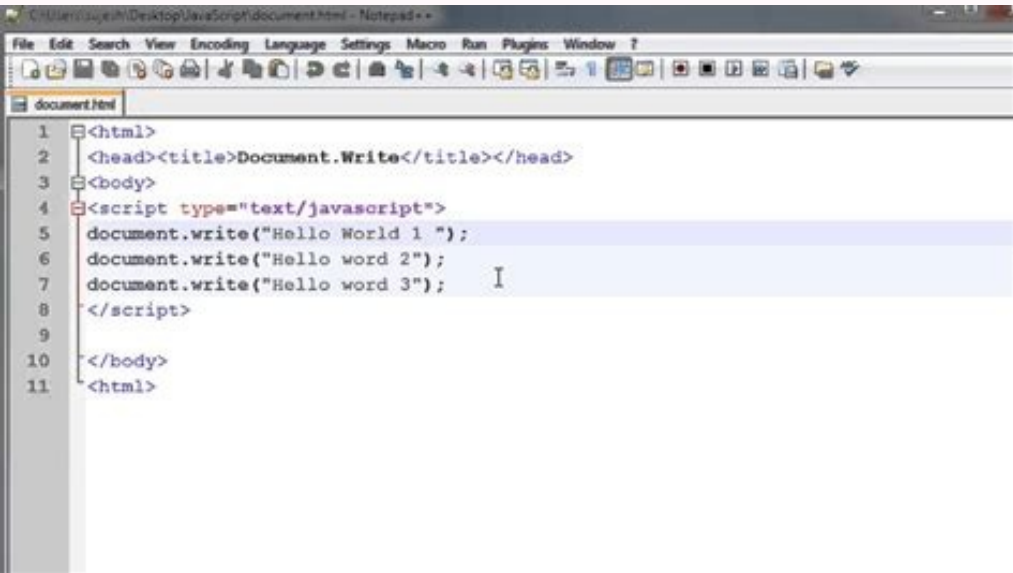 C:\Users\sujesh\Desktop\JavaScript\document.html - Notepad++
File Edit Search View Encoding Language Settings Macro Run Plugins Window ?
document.html
1 <html>
2 <head><title>Document.Write</title></head>
3 <body>
4 <script type="text/javascript">
5 document.write("Hello World 1 ");
6 document.write("Hello word 2");
7 document.write("Hello word 3");
8 </script>
9
10 </body>
11 <html>